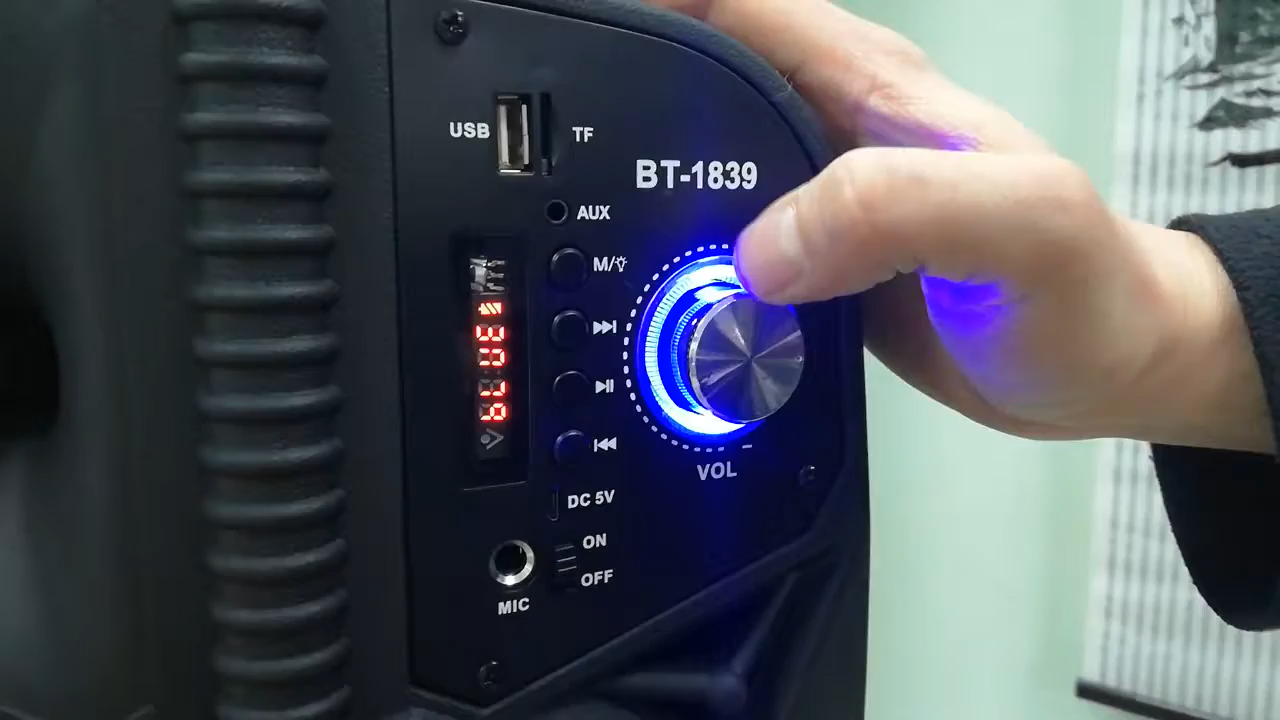 USB
TF
BT-1839
AUX
M/
VOL
DC 5V
ON
OFF
MIC